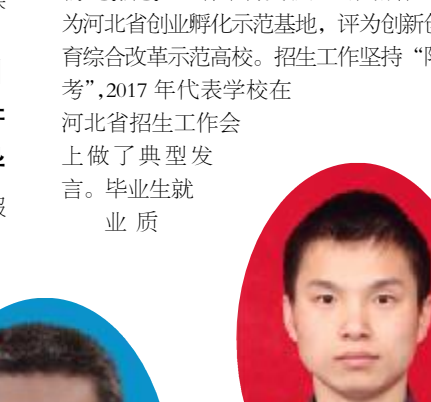 为河北省创业孵化示范基地，评为创新创
育综合改革示范高校。招生工作坚持“阳
考”,2017 年代表学校在
河北省招生工作会
上做了典型发
言。毕业生就
业 质